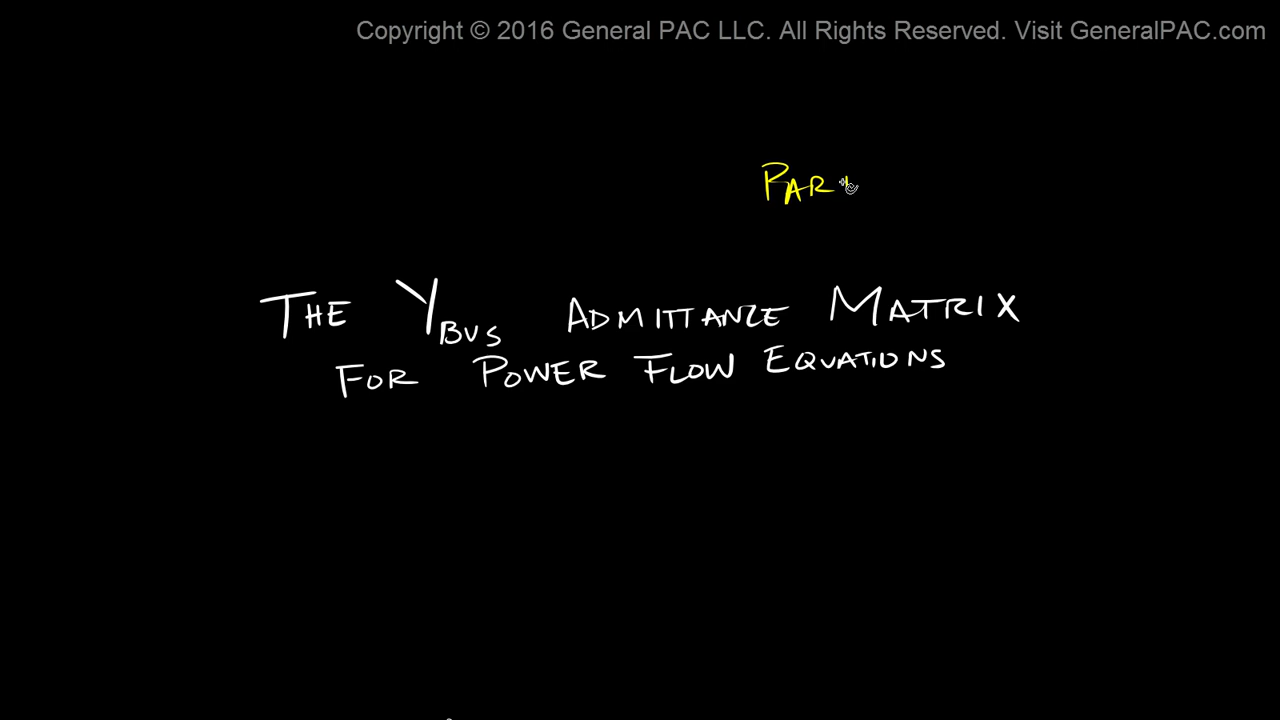 Copyright © 2016 General PAC LLC. All Rights Reserved. Visit GeneralPAC.com
PAR
THE YBUS ADMITTANCE MATRIX
FOR POWER FLOW EQUATIONS